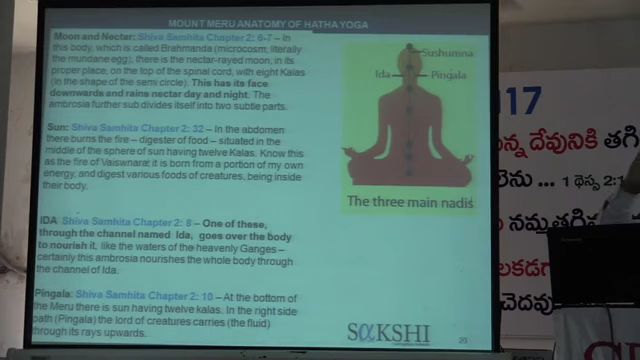 MOUNT MERU ANATOMY OF HATHA YOGA
Moon and Nectar: Shiva Samhita Chapter 2: 6-7 – In
this body, which is called Brahmanda (microcosm, literally
the mundane egg), there is the nectar-rayed moon, in its
proper place, on the top of the spinal cord, with eight Kalas
(in the shape of the semi circle). This has its face
downwards and rains nectar day and night. The
ambrosia further sub divides itself into two subtle parts.
Sun: Shiva Samhita Chapter 2: 32 – In the abdomen
there burns the fire – digester of food – situated in the
middle of the sphere of sun having twelve Kalas. Know this
as the fire of Vaiswnara; it is born from a portion of my own
energy, and digest various foods of creatures, being inside
their body.
IDA Shiva Samhita Chapter 2: 8 – One of these,
through the channel named Ida, goes over the body
to nourish it, like the waters of the heavenly Ganges –
certainly this ambrosia nourishes the whole body through
the channel of Ida.
Pingala: Shiva Samhita Chapter 2: 10 – At the bottom of
the Meru there is sun having twelve kalas. In the right side
path (Pingala) the lord of creatures carries (the fluid)
through its rays upwards.
Sushumna
Ida
Pingala
The three main nadis
SαKSHI
20
017
న్న దేవునికి తగి
లెను ... 1 థెస్స 2:1
నమ్మతగిన
లకడగ
చెదవు